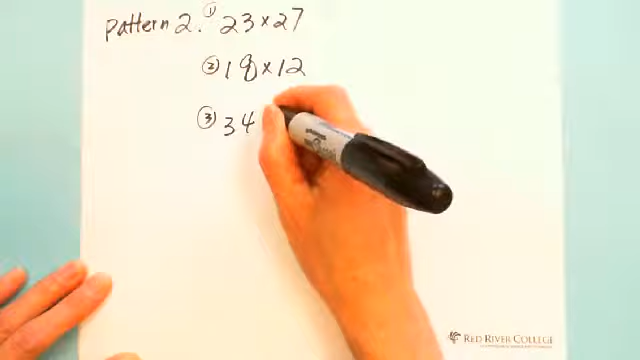 pattern 2. ① 23 × 27
② 18 × 12
③ 34
RED RIVER COLLEGE